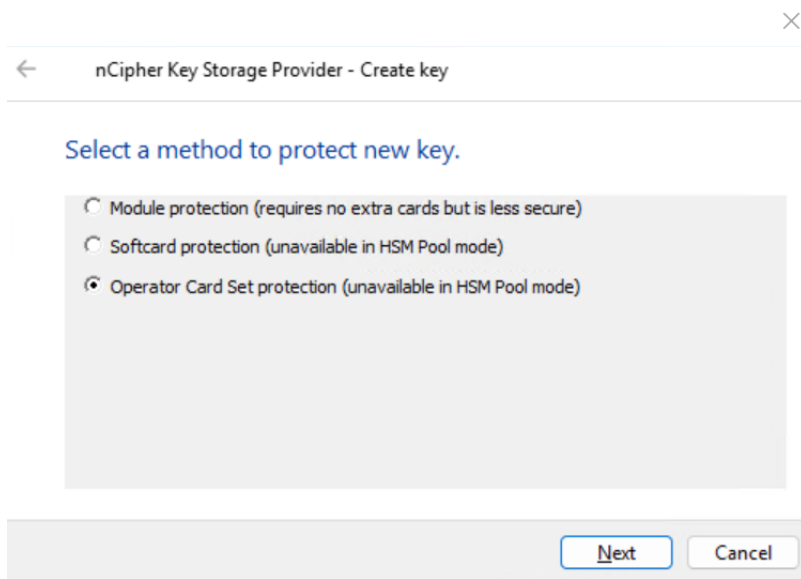 nCipher Key Storage Provider - Create key
Select a method to protect new key.
Module protection (requires no extra cards but is less secure)
Softcard protection (unavailable in HSM Pool mode)
Operator Card Set protection (unavailable in HSM Pool mode)
Next
Cancel